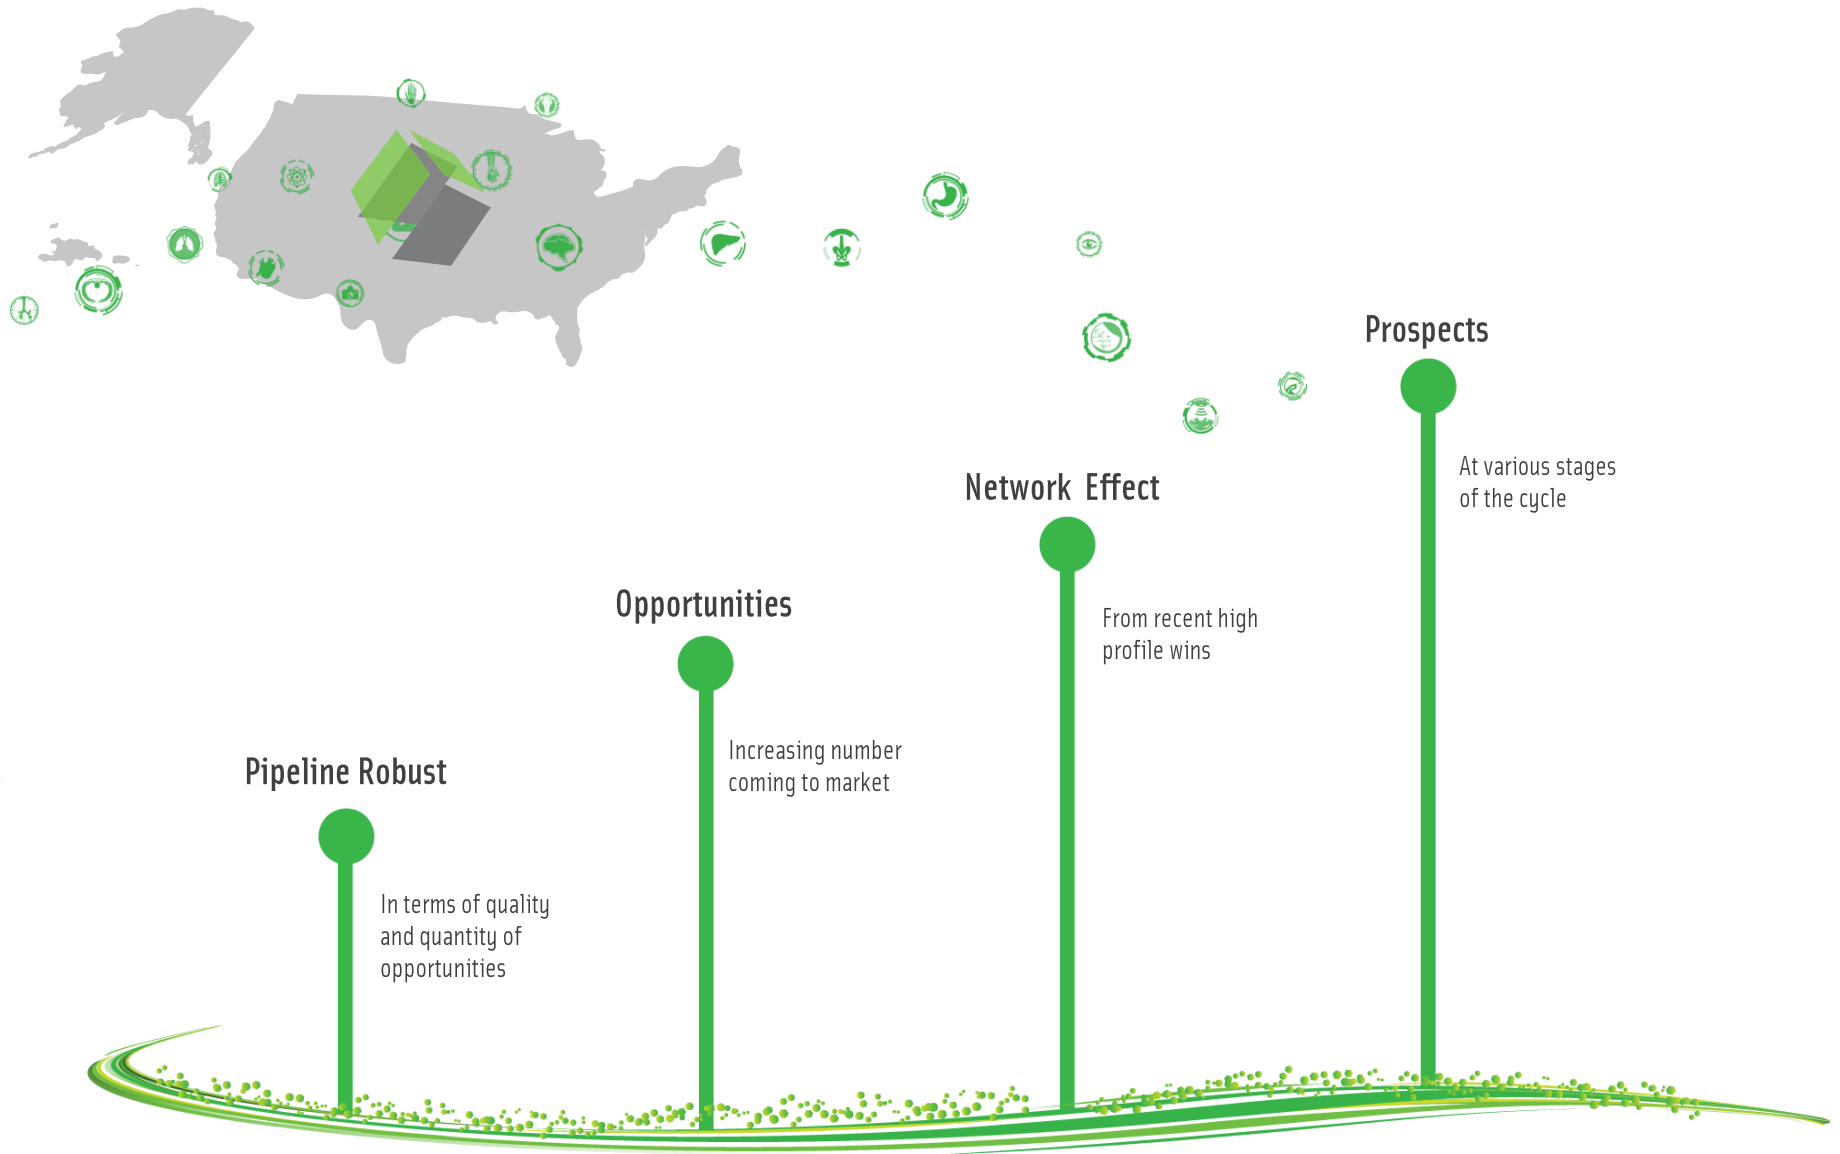 Prospects
At various stages
of the cycle
Network Effect
From recent high
profile wins
Opportunities
Increasing number
coming to market
Pipeline Robust
In terms of quality
and quantity of
opportunities